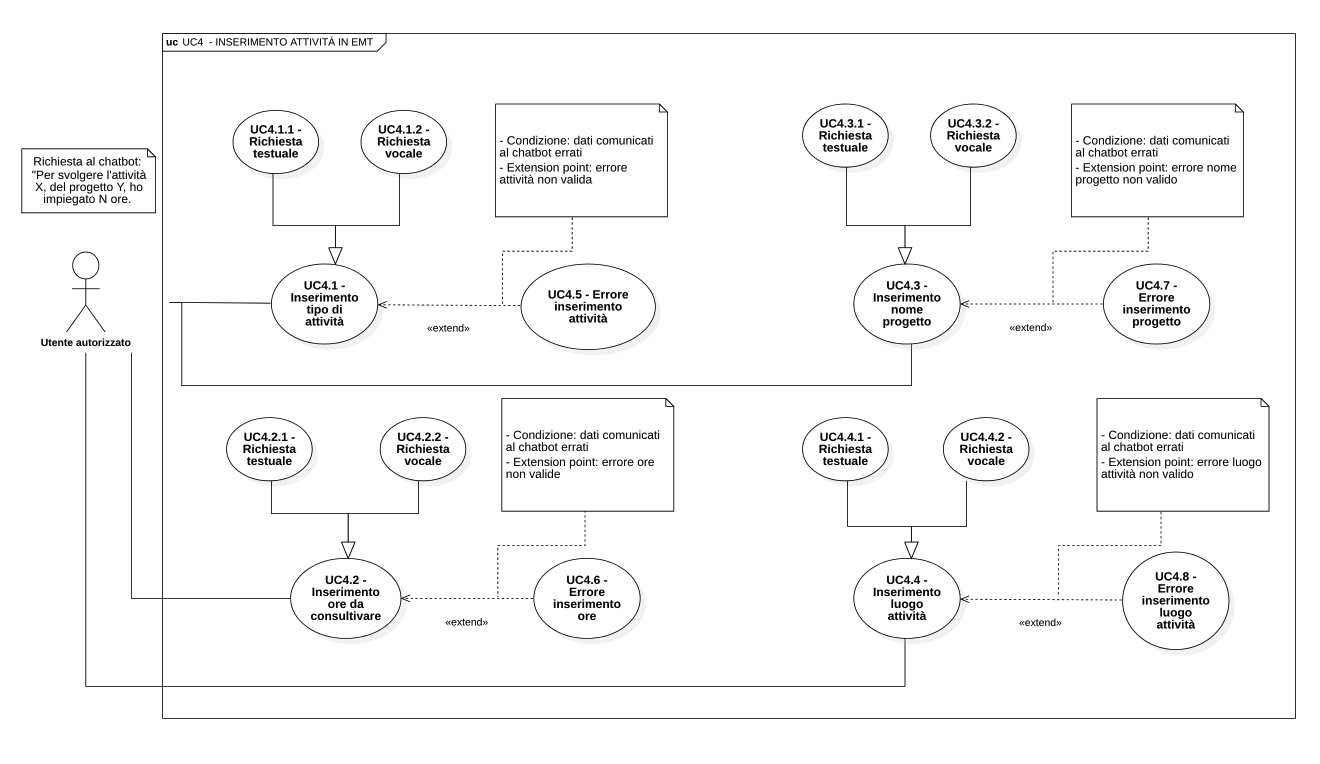 uc UC4 - INSERIMENTO ATTIVITÀ IN EMT
Richiesta al chatbot:
"Per svolgere l'attività
X, del progetto Y, ho
impiegato N ore.
Utente autorizzato
UC4.1.1 -
Richiesta
testuale
UC4.1.2 -
Richiesta
vocale
- Condizione: dati comunicati
al chatbot errati
- Extension point: errore
attività non valida
UC4.3.1 -
Richiesta
testuale
UC4.3.2 -
Richiesta
vocale
- Condizione: dati comunicati
al chatbot errati
- Extension point: errore nome
progetto non valido
UC4.1 -
Inserimento
tipo di
attività
«extend»
UC4.5 - Errore
inserimento
attività
UC4.3 -
Inserimento
nome
progetto
«extend»
UC4.7 -
Errore
inserimento
progetto
UC4.2.1 -
Richiesta
testuale
UC4.2.2 -
Richiesta
vocale
- Condizione: dati comunicati
al chatbot errati
- Extension point: errore ore
non valide
UC4.4.1 -
Richiesta
testuale
UC4.4.2 -
Richiesta
vocale
- Condizione: dati comunicati
al chatbot errati
- Extension point: errore luogo
attività non valido
UC4.2 -
Inserimento
ore da
consultivare
«extend»
UC4.6 -
Errore
inserimento
ore
UC4.4 -
Inserimento
luogo
attività
«extend»
UC4.8 -
Errore
inserimento
luogo
attività